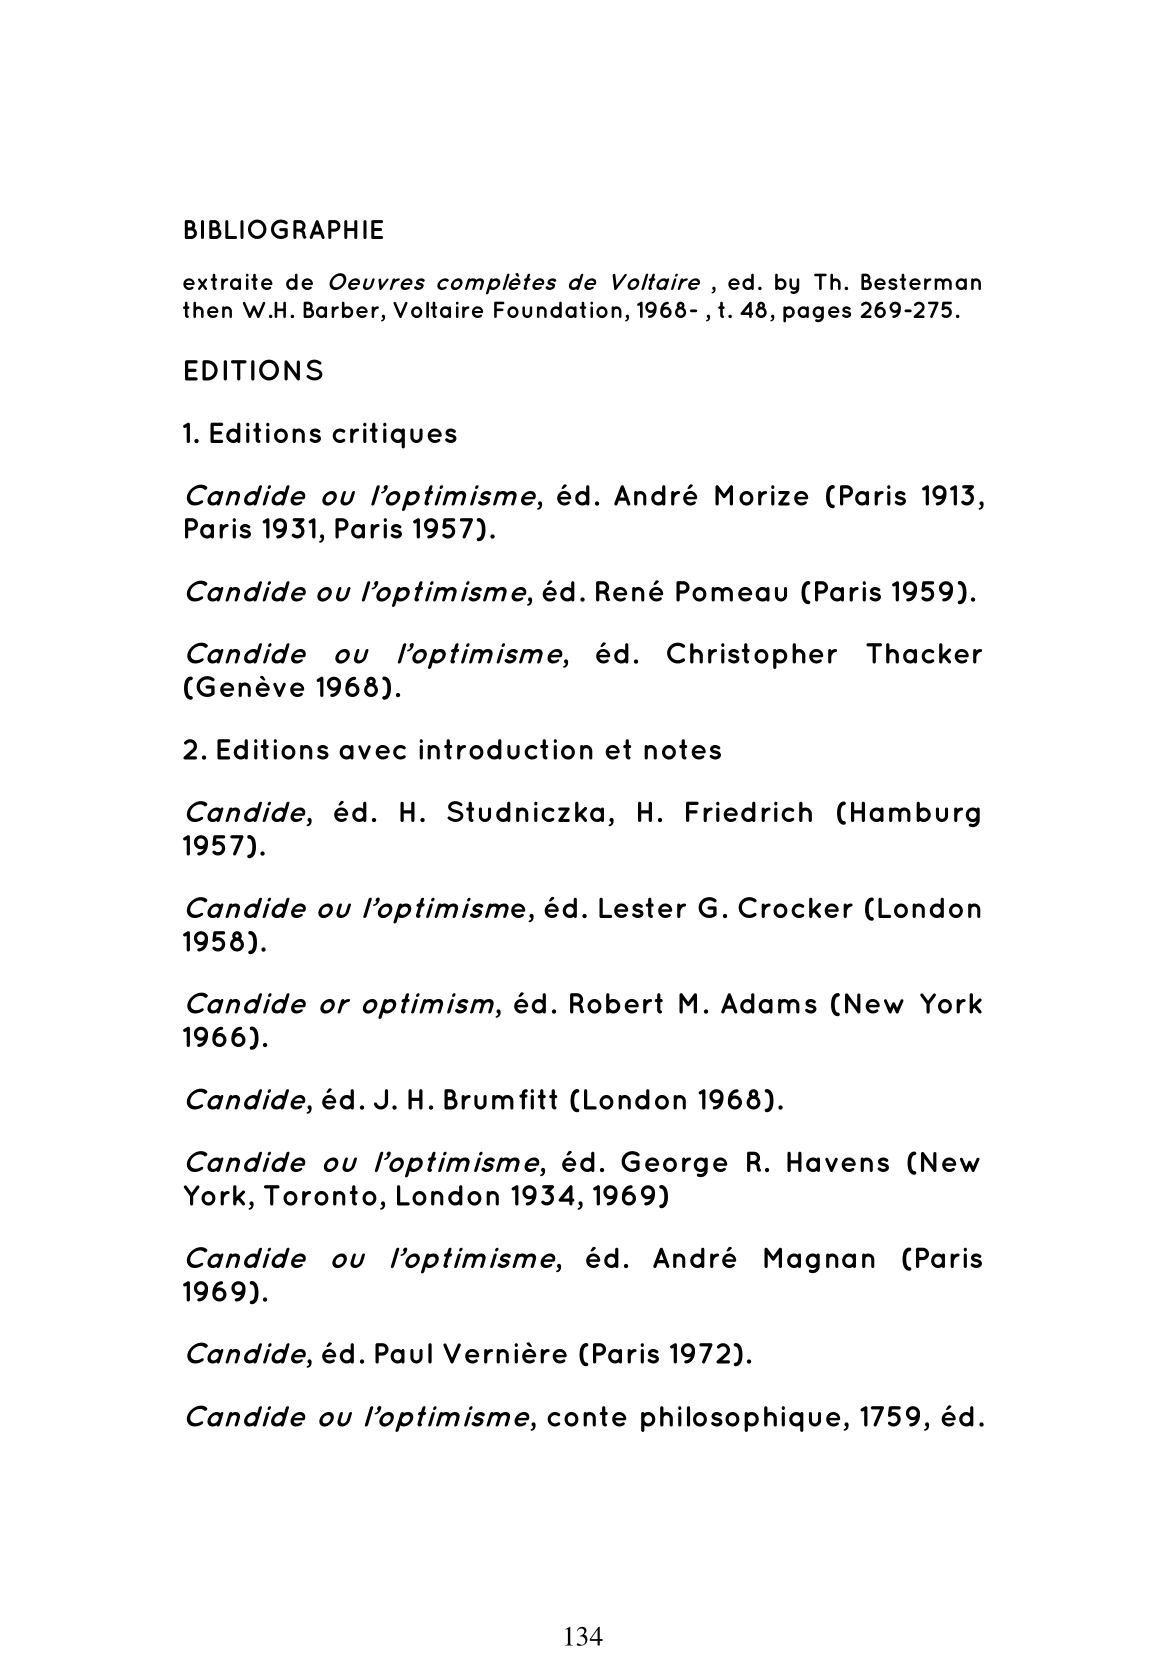 BIBLIOGRAPHIE
extraite de Oeuvres complètes de Voltaire , ed. by Th. Besterman
then W.H. Barber, Voltaire Foundation, 1968- , t. 48, pages 269-275.
EDITIONS
1. Editions critiques
Candide ou l’optimisme, éd. André Morize (Paris 1913,
Paris 1931, Paris 1957).
Candide ou l’optimisme, éd. René Pomeau (Paris 1959).
Candide ou l’optimisme, éd. Christopher Thacker
(Genève 1968).
2. Editions avec introduction et notes
Candide, éd. H. Studniczka, H. Friedrich (Hamburg
1957).
Candide ou l’optimisme, éd. Lester G. Crocker (London
1958).
Candide or optimism, éd. Robert M. Adams (New York
1966).
Candide, éd. J. H. Brumfitt (London 1968).
Candide ou l’optimisme, éd. George R. Havens (New
York, Toronto, London 1934, 1969)
Candide ou l’optimisme, éd. André Magnan (Paris
1969).
Candide, éd. Paul Vernière (Paris 1972).
Candide ou l’optimisme, conte philosophique, 1759, éd.
134